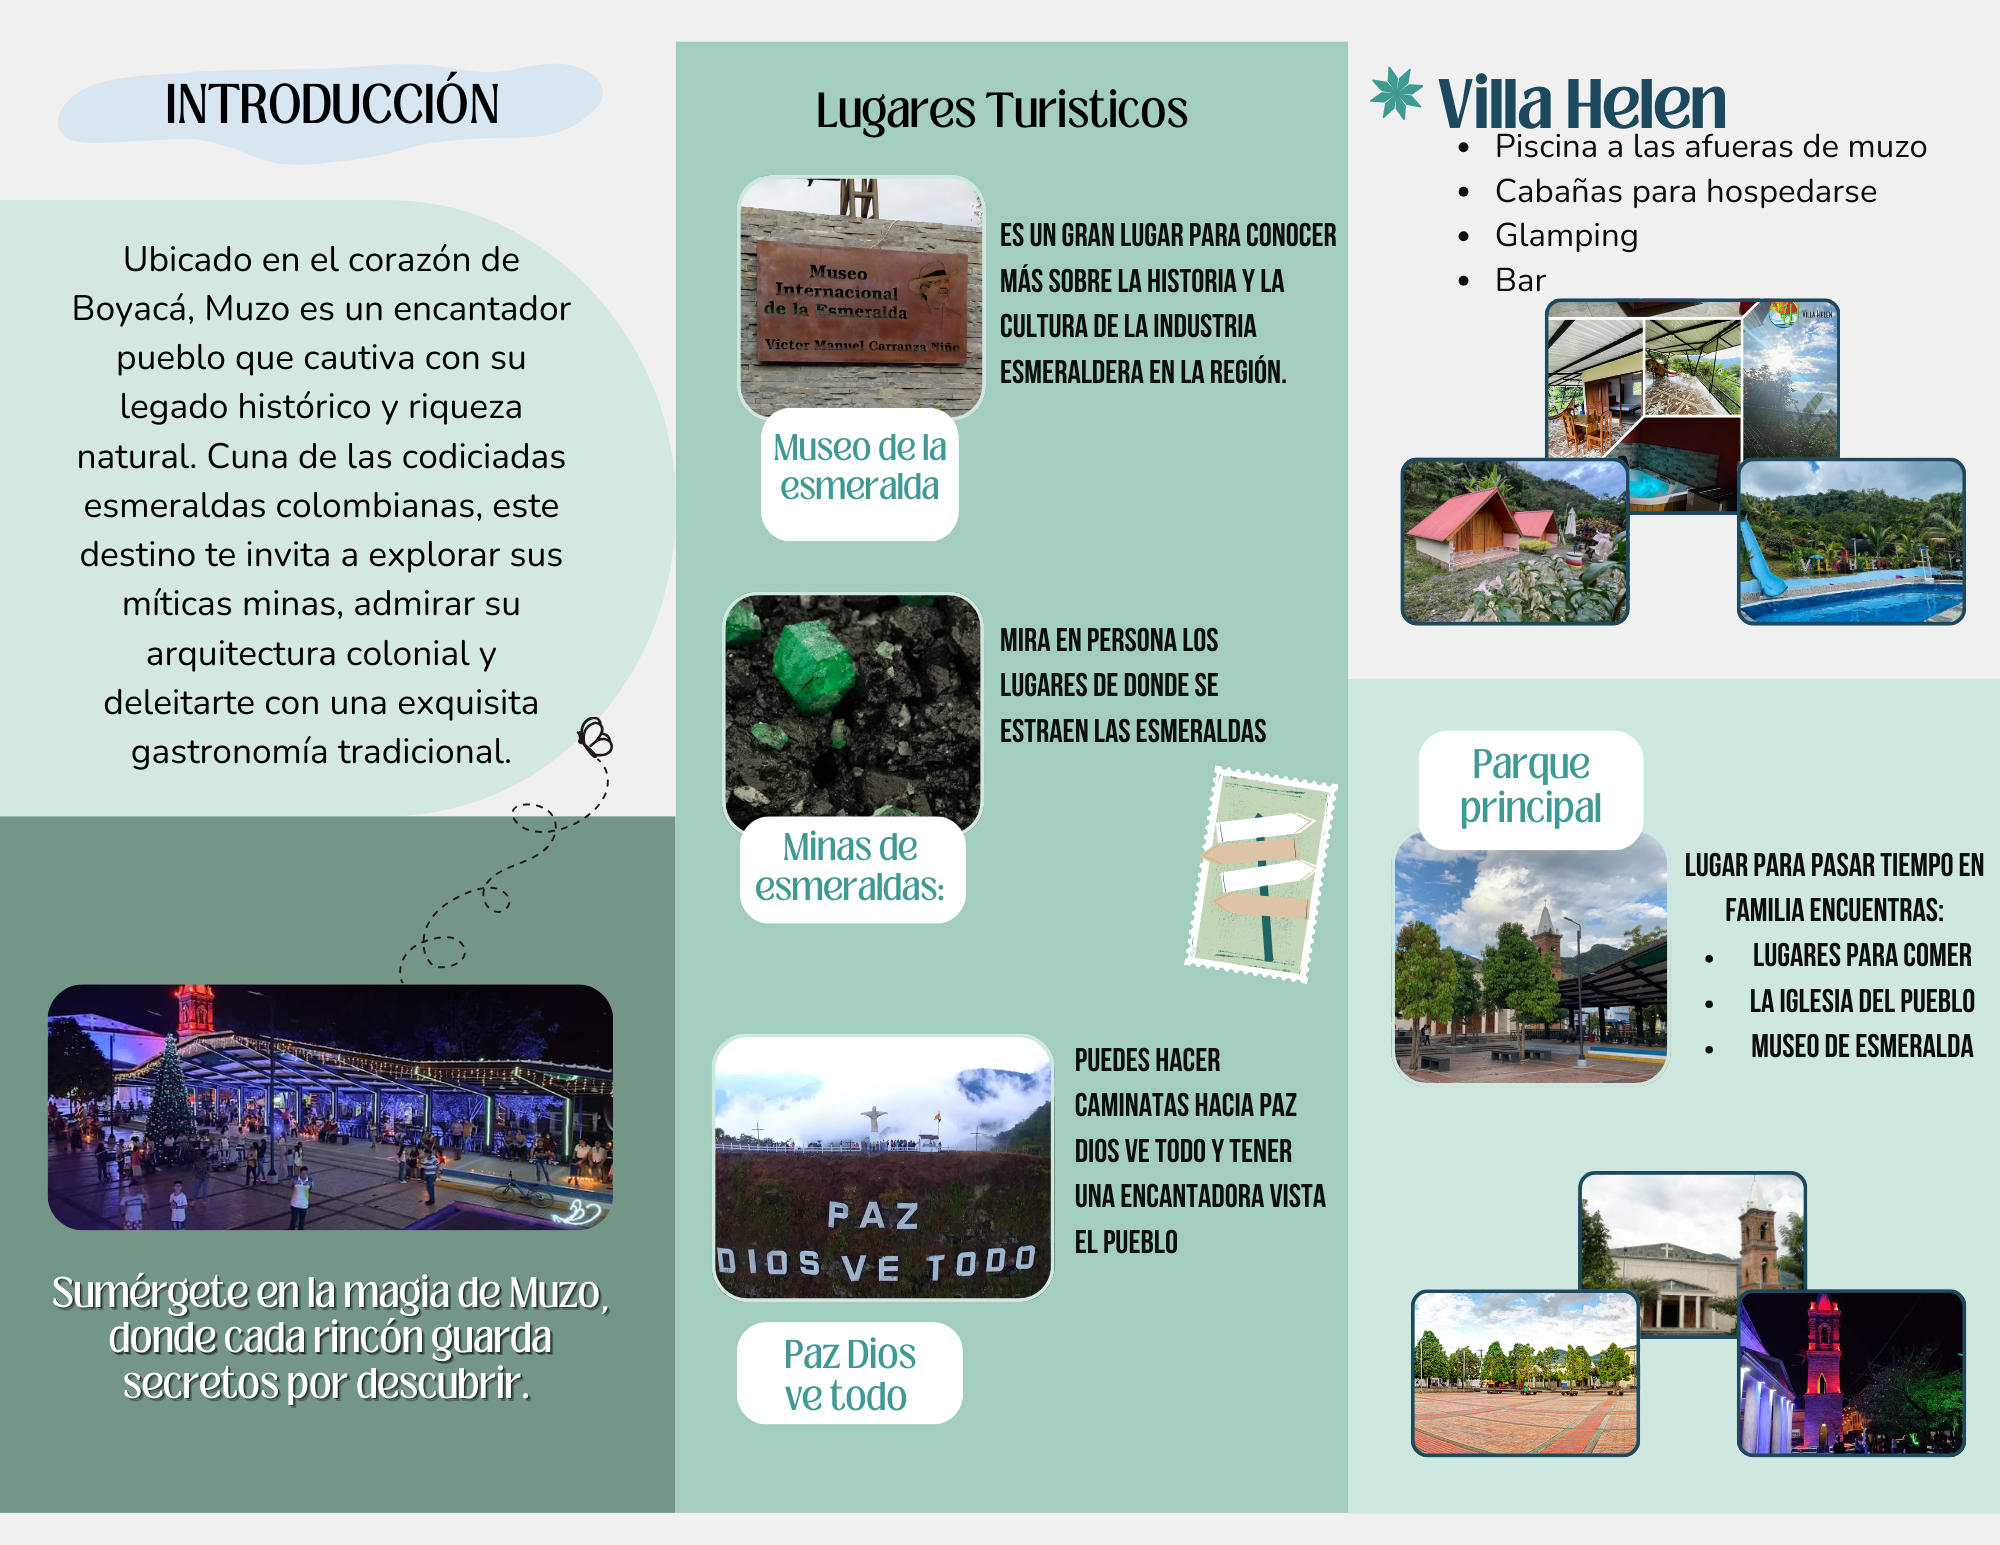 INTRODUCCIÓN
Ubicado en el corazón de
Boyacá, Muzo es un encantador
pueblo que cautiva con su
legado histórico y riqueza
natural. Cuna de las codiciadas
esmeraldas colombianas, este
destino te invita a explorar sus
míticas minas, admirar su
arquitectura colonial y
deleitarte con una exquisita
gastronomía tradicional.
Sumérgete en la magia de Muzo,
donde cada rincón guarda
secretos por descubrir.
Lugares Turisticos
Museo
Internacional
de la Esmeralda
Víctor Manuel Carranza Niño
ES UN GRAN LUGAR PARA CONOCER
MÁS SOBRE LA HISTORIA Y LA
CULTURA DE LA INDUSTRIA
ESMERALDERA EN LA REGIÓN.
Museo de la
esmeralda
MIRA EN PERSONA LOS
LUGARES DE DONDE SE
ESTRAEN LAS ESMERALDAS
Minas de
esmeraldas:
PUEDES HACER
CAMINATAS HACIA PAZ
DIOS VE TODO Y TENER
UNA ENCANTADORA VISTA
EL PUEBLO
PAZ
DIOS VE TODO
Paz Dios
ve todo
Villa Helen
• Piscina a las afueras de muzo
• Cabañas para hospedarse
• Glamping
• Bar
VILLA HELEN
VILLA HELEN
Parque
principal
LUGAR PARA PASAR TIEMPO EN
FAMILIA ENCUENTRAS:
• LUGARES PARA COMER
• LA IGLESIA DEL PUEBLO
• MUSEO DE ESMERALDA